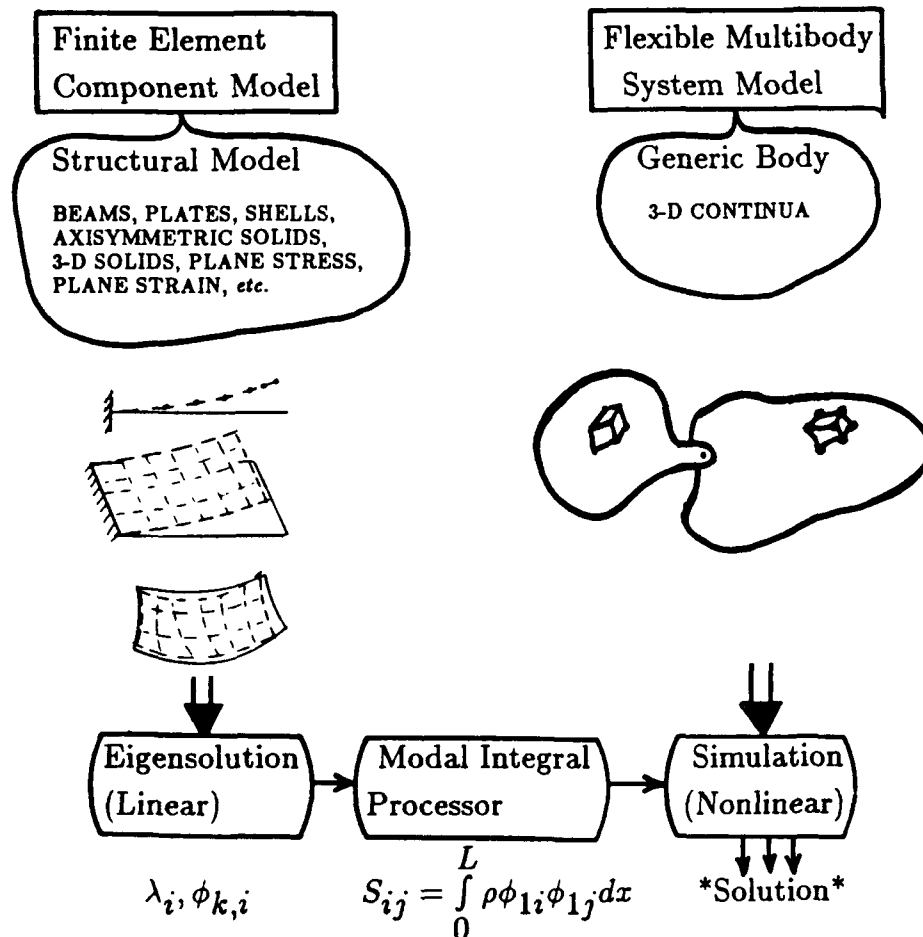 Finite Element
Component Model
Structural Model
BEAMS, PLATES, SHELLS,
AXISYMMETRIC SOLIDS,
3-D SOLIDS, PLANE STRESS,
PLANE STRAIN, etc.
Flexible Multibody
System Model
Generic Body
3-D CONTINUA
Eigensolution
(Linear)
Modal Integral
Processor
Simulation
(Nonlinear)
λ_i, ϕ_{k,i}
S_{ij} = ∫_0^L ρϕ_{1i}ϕ_{1j}dx
*Solution*